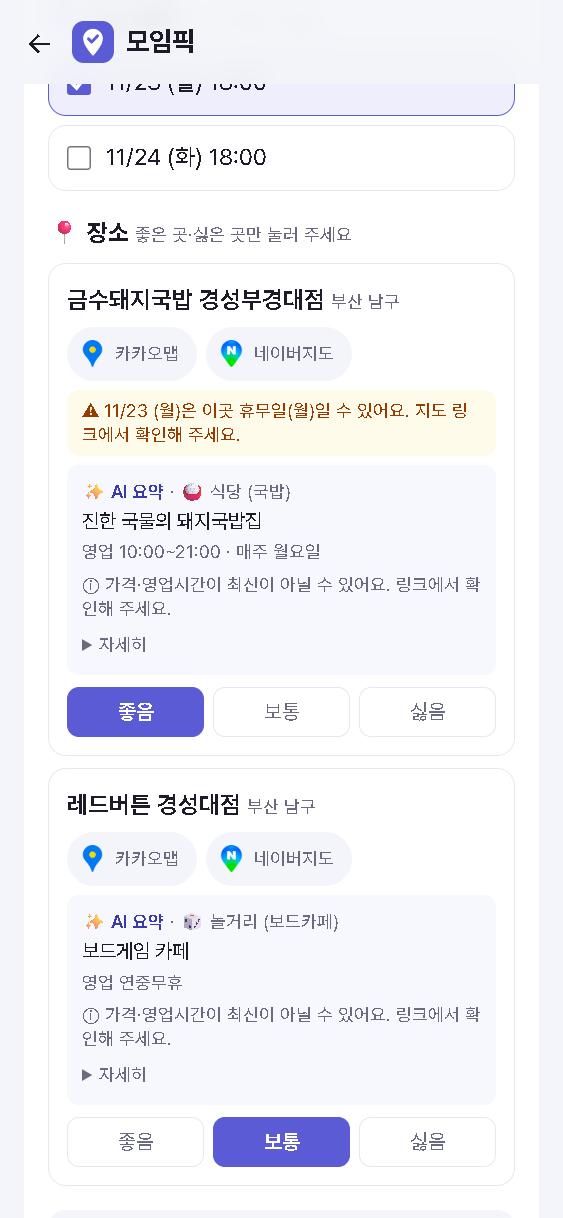 모임픽
11/23 (월) 18:00
11/24 (화) 18:00
장소 좋은 곳·싫은 곳만 눌러 주세요
금수돼지국밥 경성부경대점 부산 남구
카카오맵 네이버지도
⚠ 11/23 (월)은 이곳 휴무일(월)일 수 있어요. 지도 링
크에서 확인해 주세요.
✨ AI 요약 · 🍚 식당 (국밥)
진한 국물의 돼지국밥집
영업 10:00~21:00 · 매주 월요일
ⓘ 가격·영업시간이 최신이 아닐 수 있어요. 링크에서 확
인해 주세요.
▶ 자세히
좋음 보통 싫음
레드버튼 경성대점 부산 남구
카카오맵 네이버지도
✨ AI 요약 · 🎲 놀거리 (보드카페)
보드게임 카페
영업 연중무휴
ⓘ 가격·영업시간이 최신이 아닐 수 있어요. 링크에서 확
인해 주세요.
▶ 자세히
좋음 보통 싫음